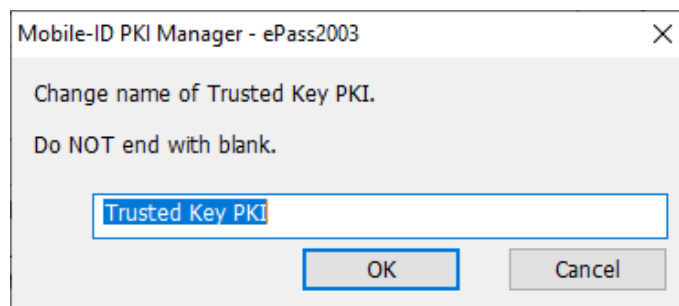 Mobile-ID PKI Manager - ePass2003
Change name of Trusted Key PKI.
Do NOT end with blank.
Trusted Key PKI
OK Cancel